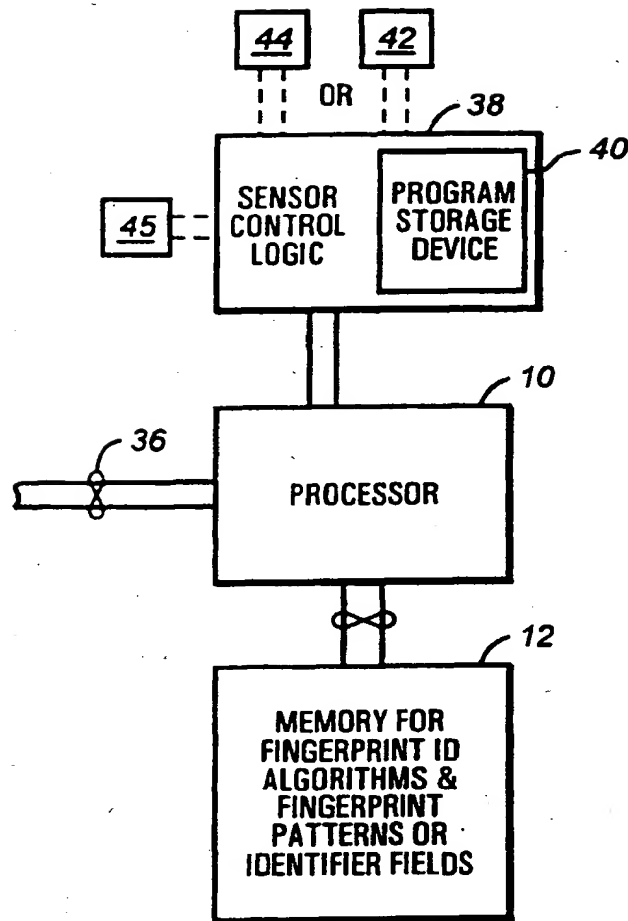 44
42
OR
38
40
SENSOR
CONTROL
LOGIC
PROGRAM
STORAGE
DEVICE
45
10
36
PROCESSOR
12
MEMORY FOR
FINGERPRINT ID
ALGORITHMS &
FINGERPRINT
PATTERNS OR
IDENTIFIER FIELDS